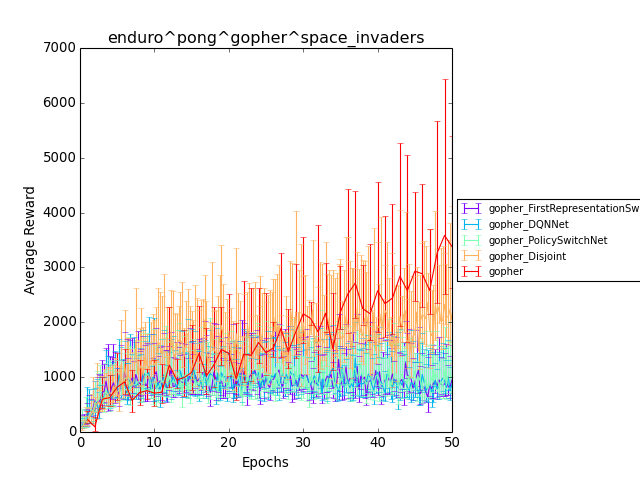 enduro^pong^gopher^space_invaders
7000
6000
5000
4000
3000
2000
1000
0
0 10 20 30 40 50
Average Reward
Epochs
gopher_FirstRepresentationSw
gopher_DQNNet
gopher_PolicySwitchNet
gopher_Disjoint
gopher